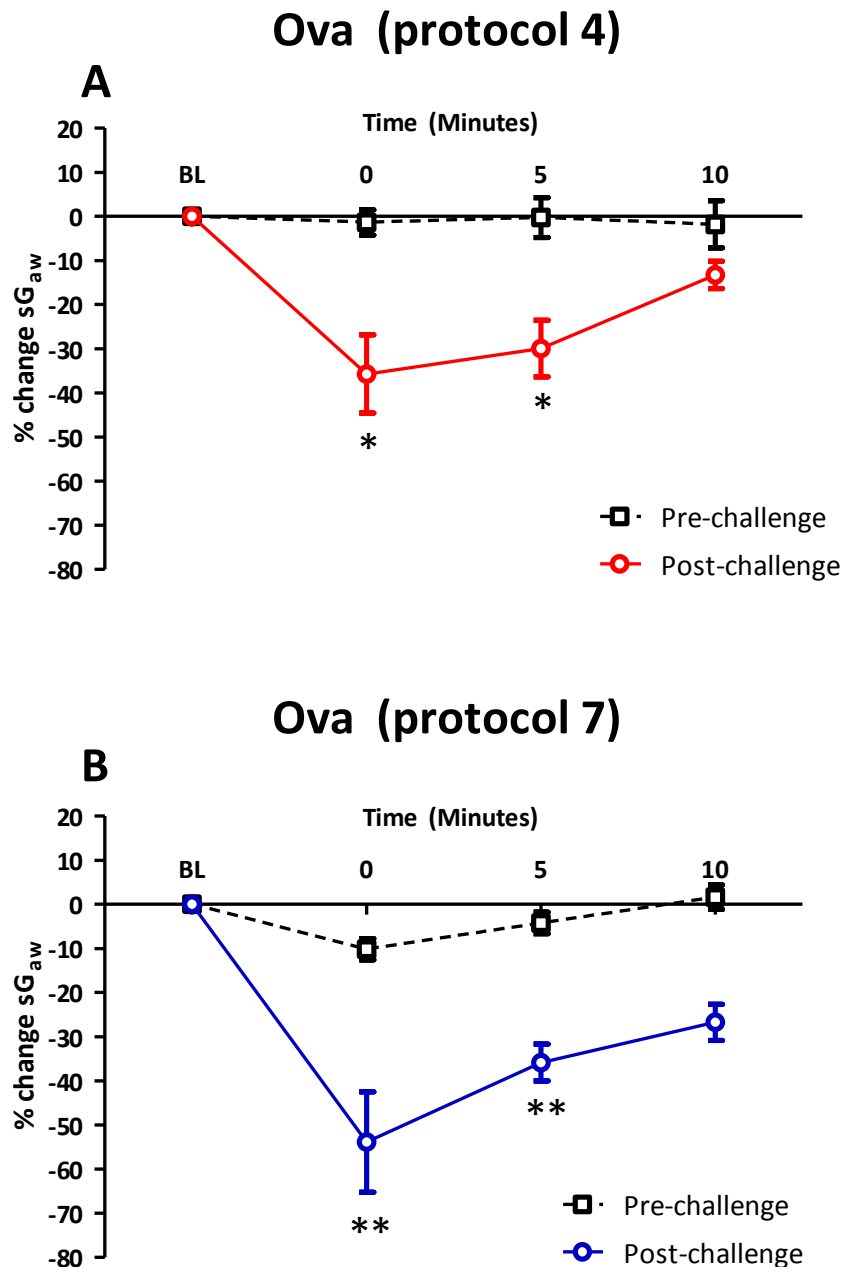 Ova (protocol 4)
A
Time (Minutes)
BL 0 5 10
20
10
0
-10
-20
-30
-40
-50
-60
-70
-80
% change sGaw
* *
Pre-challenge
Post-challenge
Ova (protocol 7)
B
Time (Minutes)
BL 0 5 10
20
10
0
-10
-20
-30
-40
-50
-60
-70
-80
% change sGaw
**
**
Pre-challenge
Post-challenge